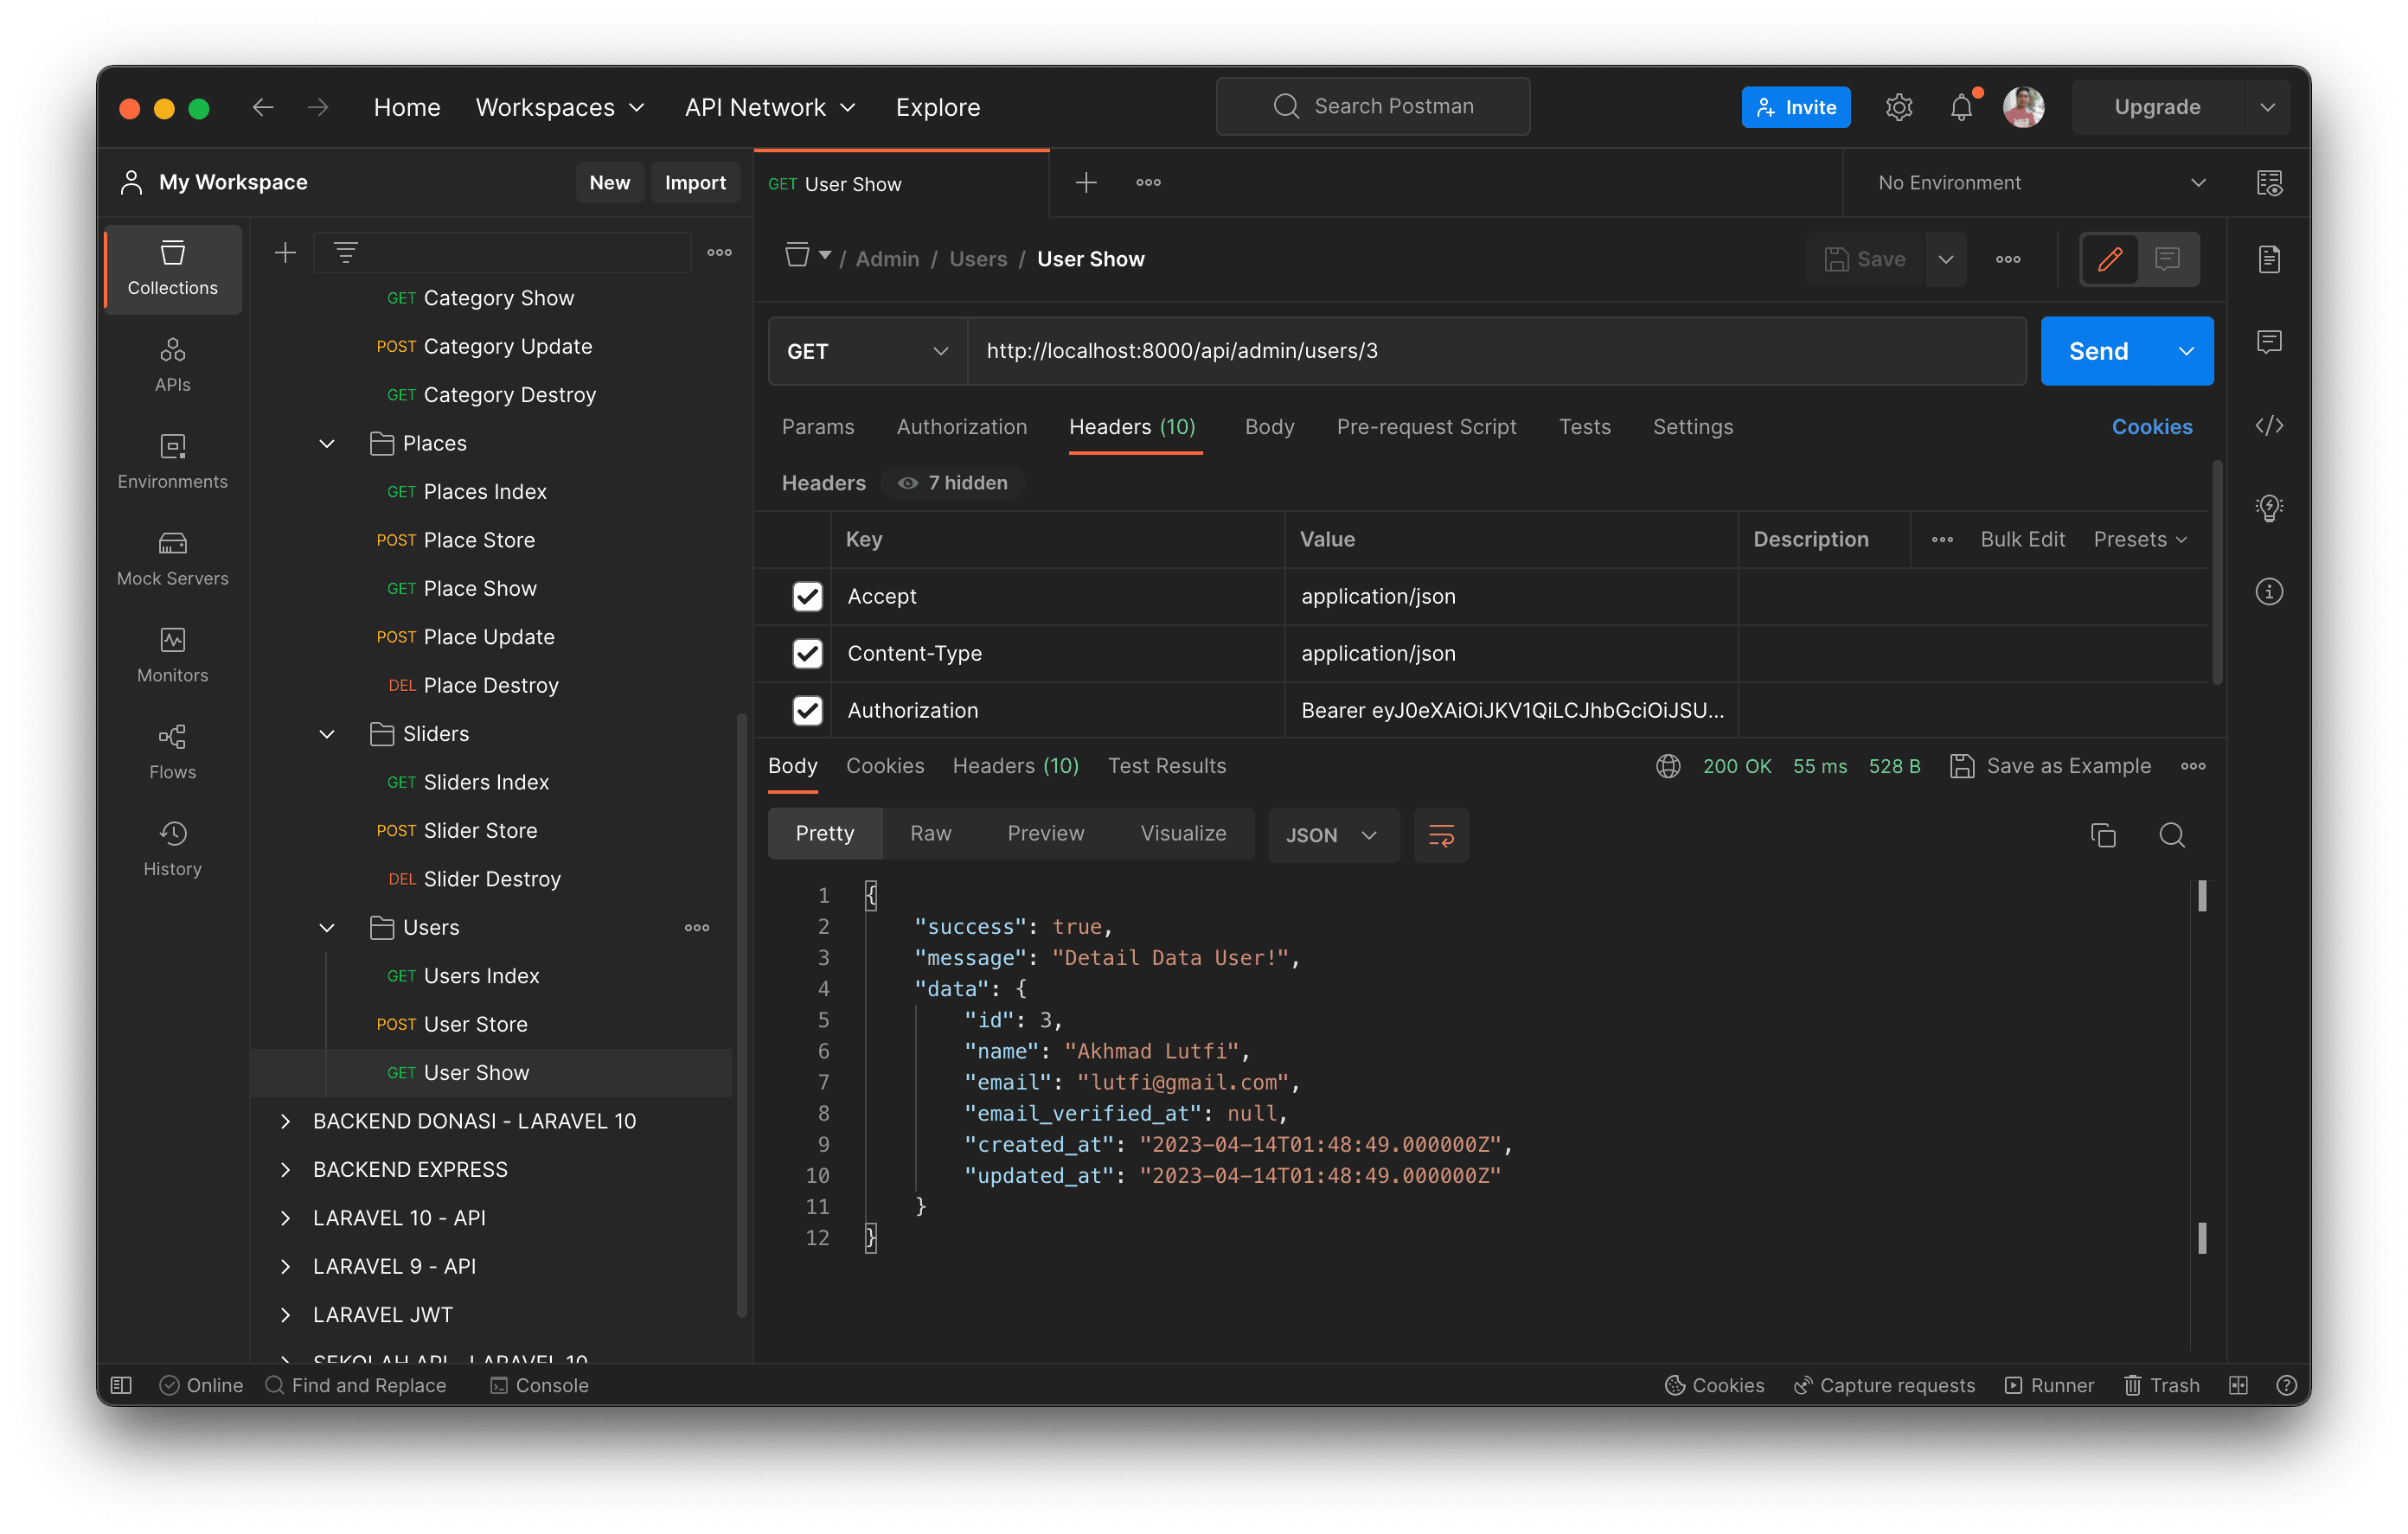 Home Workspaces API Network Explore Search Postman Invite Upgrade
My Workspace New Import
GET User Show
No Environment
Collections
APIs
Environments
Mock Servers
Monitors
Flows
History
GET Category Show
POST Category Update
GET Category Destroy
Places
GET Places Index
POST Place Store
GET Place Show
POST Place Update
DEL Place Destroy
Sliders
GET Sliders Index
POST Slider Store
DEL Slider Destroy
Users
GET Users Index
POST User Store
GET User Show
BACKEND DONASI - LARAVEL 10
BACKEND EXPRESS
LARAVEL 10 - API
LARAVEL 9 - API
LARAVEL JWT
SEKOLAH API - LARAVEL 10
/ Admin / Users / User Show
Save
GET http://localhost:8000/api/admin/users/3 Send
Params Authorization Headers (10) Body Pre-request Script Tests Settings Cookies
Headers 7 hidden
Key Value Description Bulk Edit Presets
Accept application/json
Content-Type application/json
Authorization Bearer eyJ0eXAiOiJKV1QiLCJhbGciOiJSU...
Body Cookies Headers (10) Test Results 200 OK 55 ms 528 B Save as Example
Pretty Raw Preview Visualize JSON
1 {
2 "success": true,
3 "message": "Detail Data User!",
4 "data": {
5 "id": 3,
6 "name": "Akhmad Lutfi",
7 "email": "lutfi@gmail.com",
8 "email_verified_at": null,
9 "created_at": "2023-04-14T01:48:49.000000Z",
10 "updated_at": "2023-04-14T01:48:49.000000Z"
11 }
12 }
Online Find and Replace Console Cookies Capture requests Runner Trash